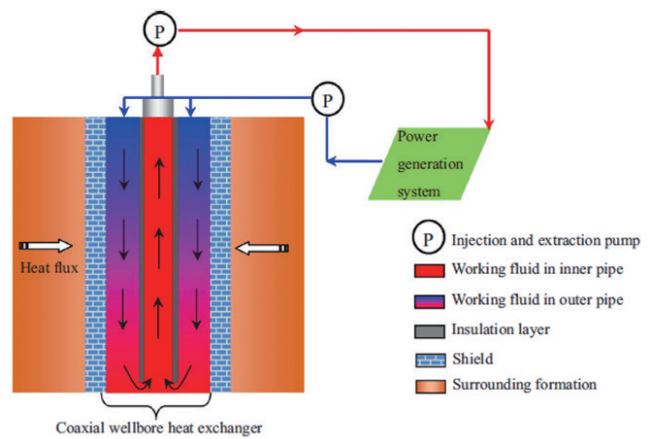 P
P
Power
generation
system
P Injection and extraction pump
Heat flux
Working fluid in inner pipe
Working fluid in outer pipe
Insulation layer
Shield
Surrounding formation
Coaxial wellbore heat exchanger